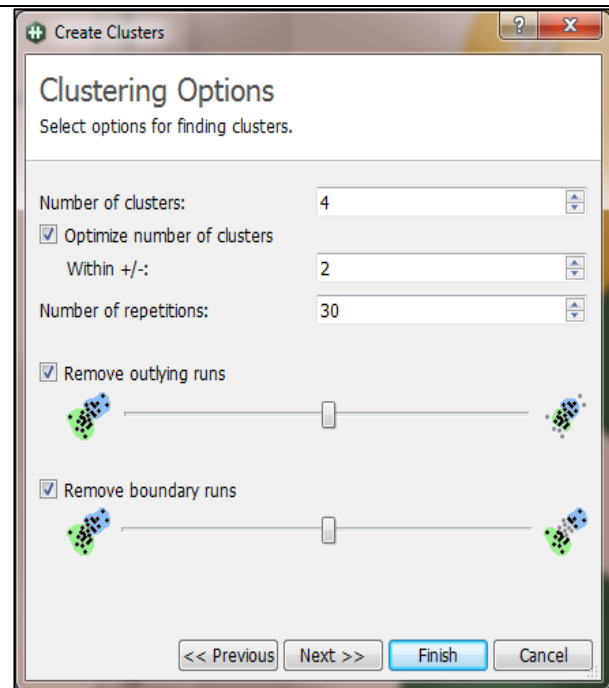 Create Clusters
Clustering Options
Select options for finding clusters.
Number of clusters: 4
Optimize number of clusters
Within +/-: 2
Number of repetitions: 30
Remove outlying runs
Remove boundary runs
<< Previous Next >> Finish Cancel